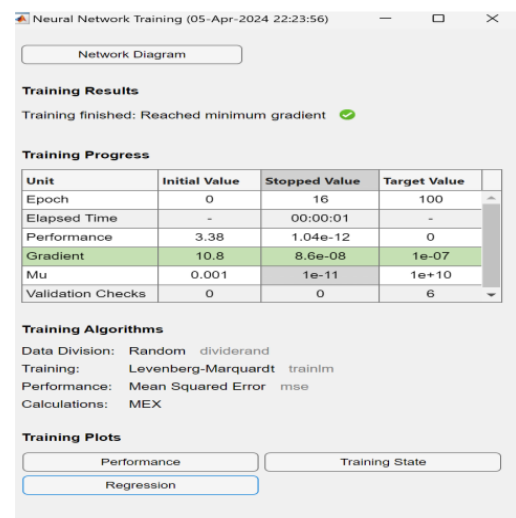 Neural Network Training (05-Apr-2024 22:23:56)
Network Diagram
Training Results
Training finished: Reached minimum gradient
Training Progress
Unit Initial Value Stopped Value Target Value
Epoch 0 16 100
Elapsed Time - 00:00:01 -
Performance 3.38 1.04e-12 0
Gradient 10.8 8.6e-08 1e-07
Mu 0.001 1e-11 1e+10
Validation Checks 0 0 6
Training Algorithms
Data Division: Random dividerand
Training: Levenberg-Marquardt trainlm
Performance: Mean Squared Error mse
Calculations: MEX
Training Plots
Performance Training State
Regression